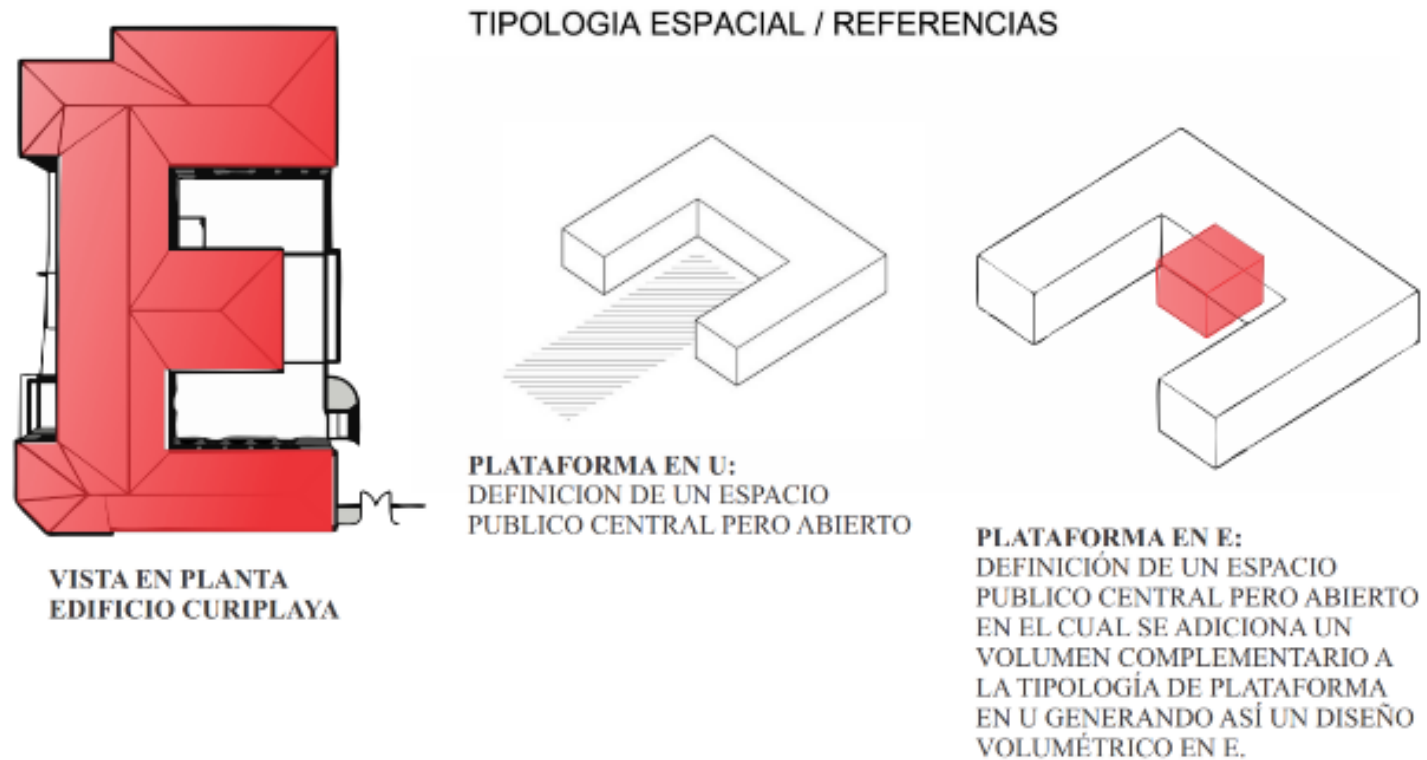 TIPOLOGIA ESPACIAL / REFERENCIAS
VISTA EN PLANTA
EDIFICIO CURIPLAYA
PLATAFORMA EN U:
DEFINICION DE UN ESPACIO
PUBLICO CENTRAL PERO ABIERTO
PLATAFORMA EN E:
DEFINICIÓN DE UN ESPACIO
PUBLICO CENTRAL PERO ABIERTO
EN EL CUAL SE ADICIONA UN
VOLUMEN COMPLEMENTARIO A
LA TIPOLOGÍA DE PLATAFORMA
EN U GENERANDO ASÍ UN DISEÑO
VOLUMÉTRICO EN E.